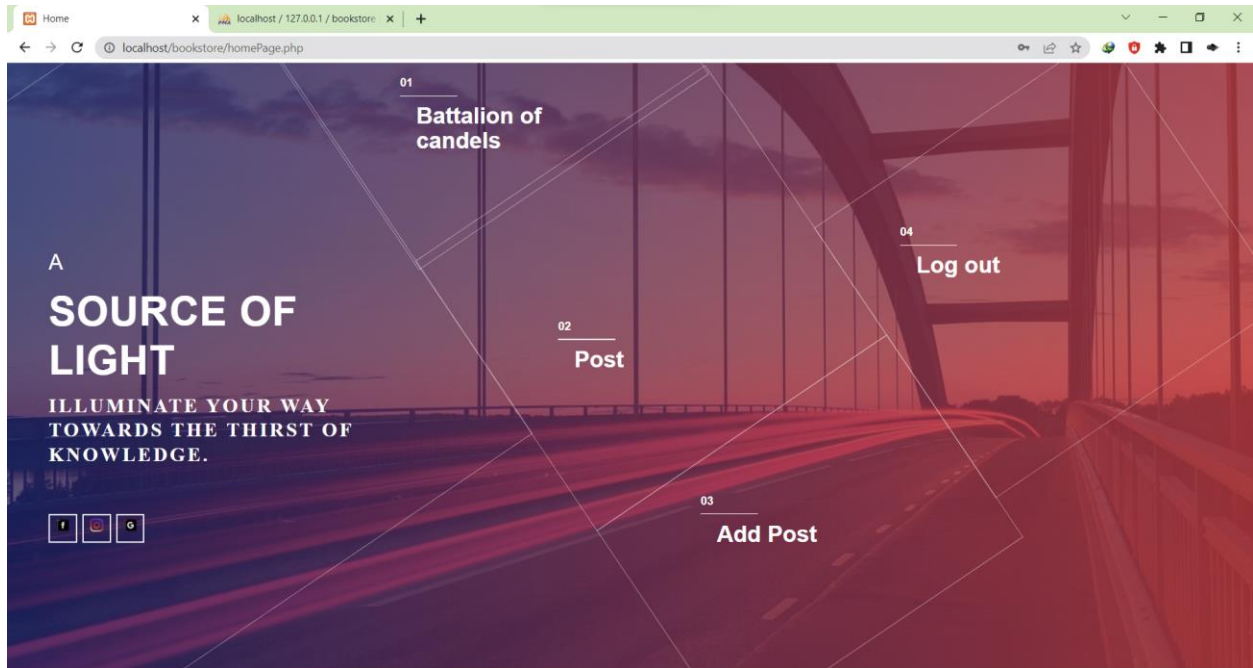 Home
localhost / 127.0.0.1 / bookstore
localhost/bookstore/homePage.php
01
Battalion of
candels
04
Log out
A
SOURCE OF
LIGHT
02
Post
ILLUMINATE YOUR WAY
TOWARDS THE THIRST OF
KNOWLEDGE.
03
Add Post
f
G